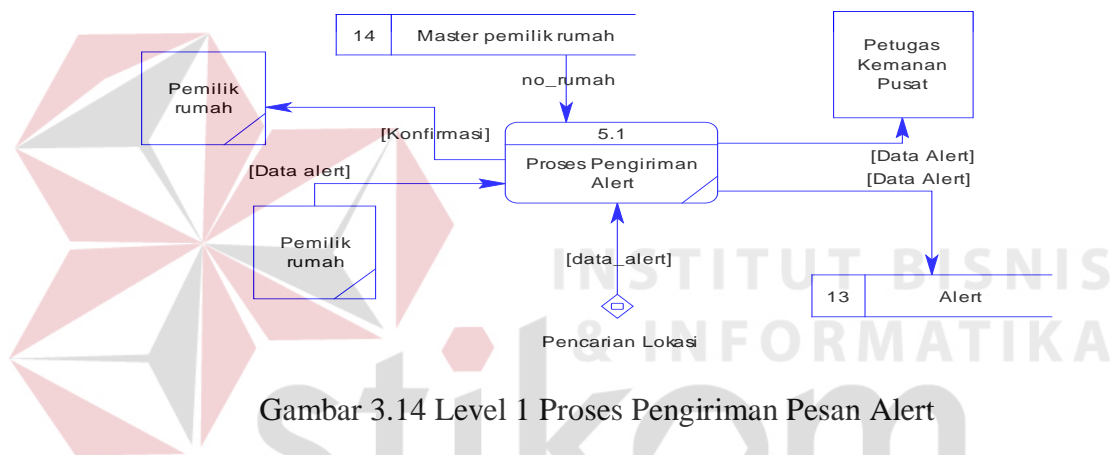 14 Master pemilik rumah
Petugas
Kemanan
Pusat
Pemilik
rumah
no_rumah
[Konfirmasi]
5.1
Proses Pengiriman
Alert
[Data Alert]
[Data alert]
[Data Alert]
Pemilik
rumah
[data_alert]
INSTITUT BISNIS
13 Alert
Pencarian Lokasi
& INFORMATIKA
stikom
Gambar 3.14 Level 1 Proses Pengiriman Pesan Alert